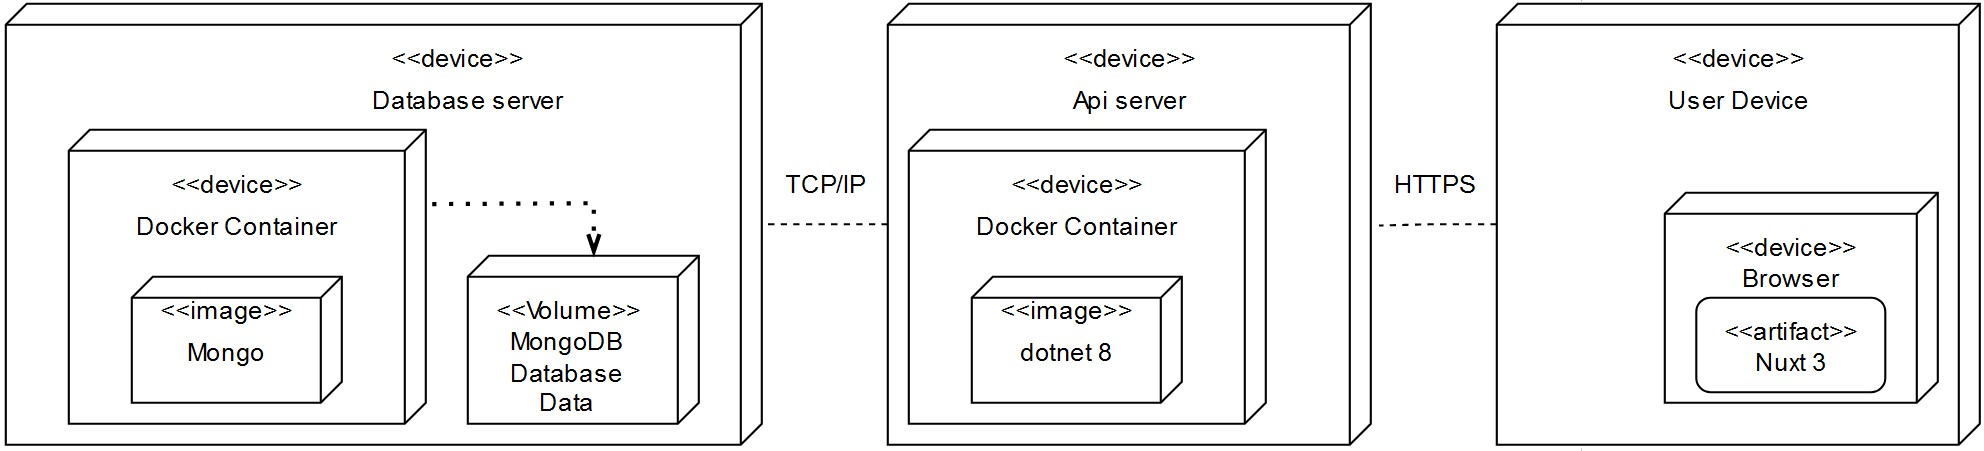 <<device>>
Database server
<<device>>
Docker Container
<<image>>
Mongo
<<Volume>>
MongoDB
Database
Data
TCP/IP
<<device>>
Api server
<<device>>
Docker Container
<<image>>
dotnet 8
HTTPS
<<device>>
User Device
<<device>>
Browser
<<artifact>>
Nuxt 3